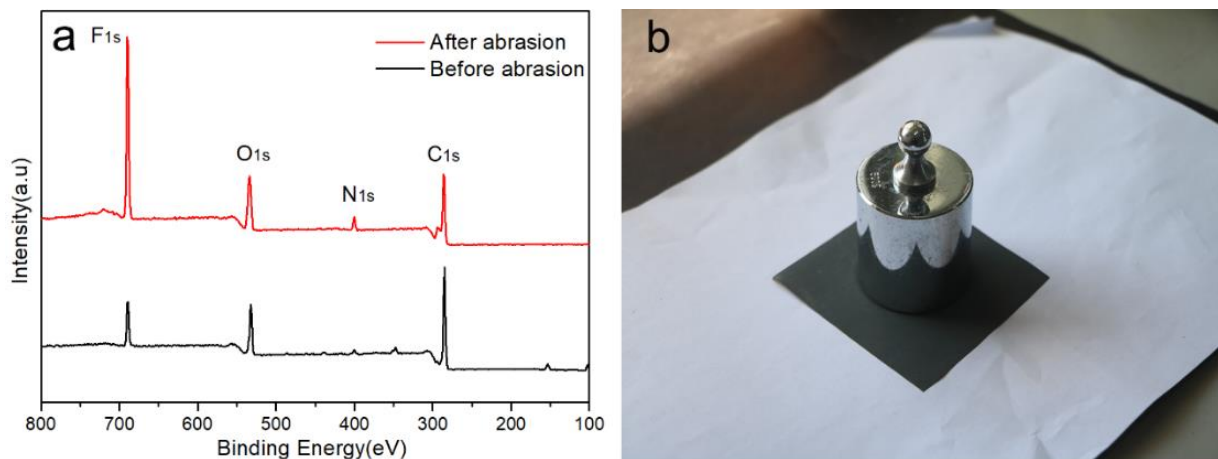 a
F1s
After abrasion
Before abrasion
O1s
N1s
C1s
Intensity(a.u)
800 700 600 500 400 300 200 100
Binding Energy(eV)
b